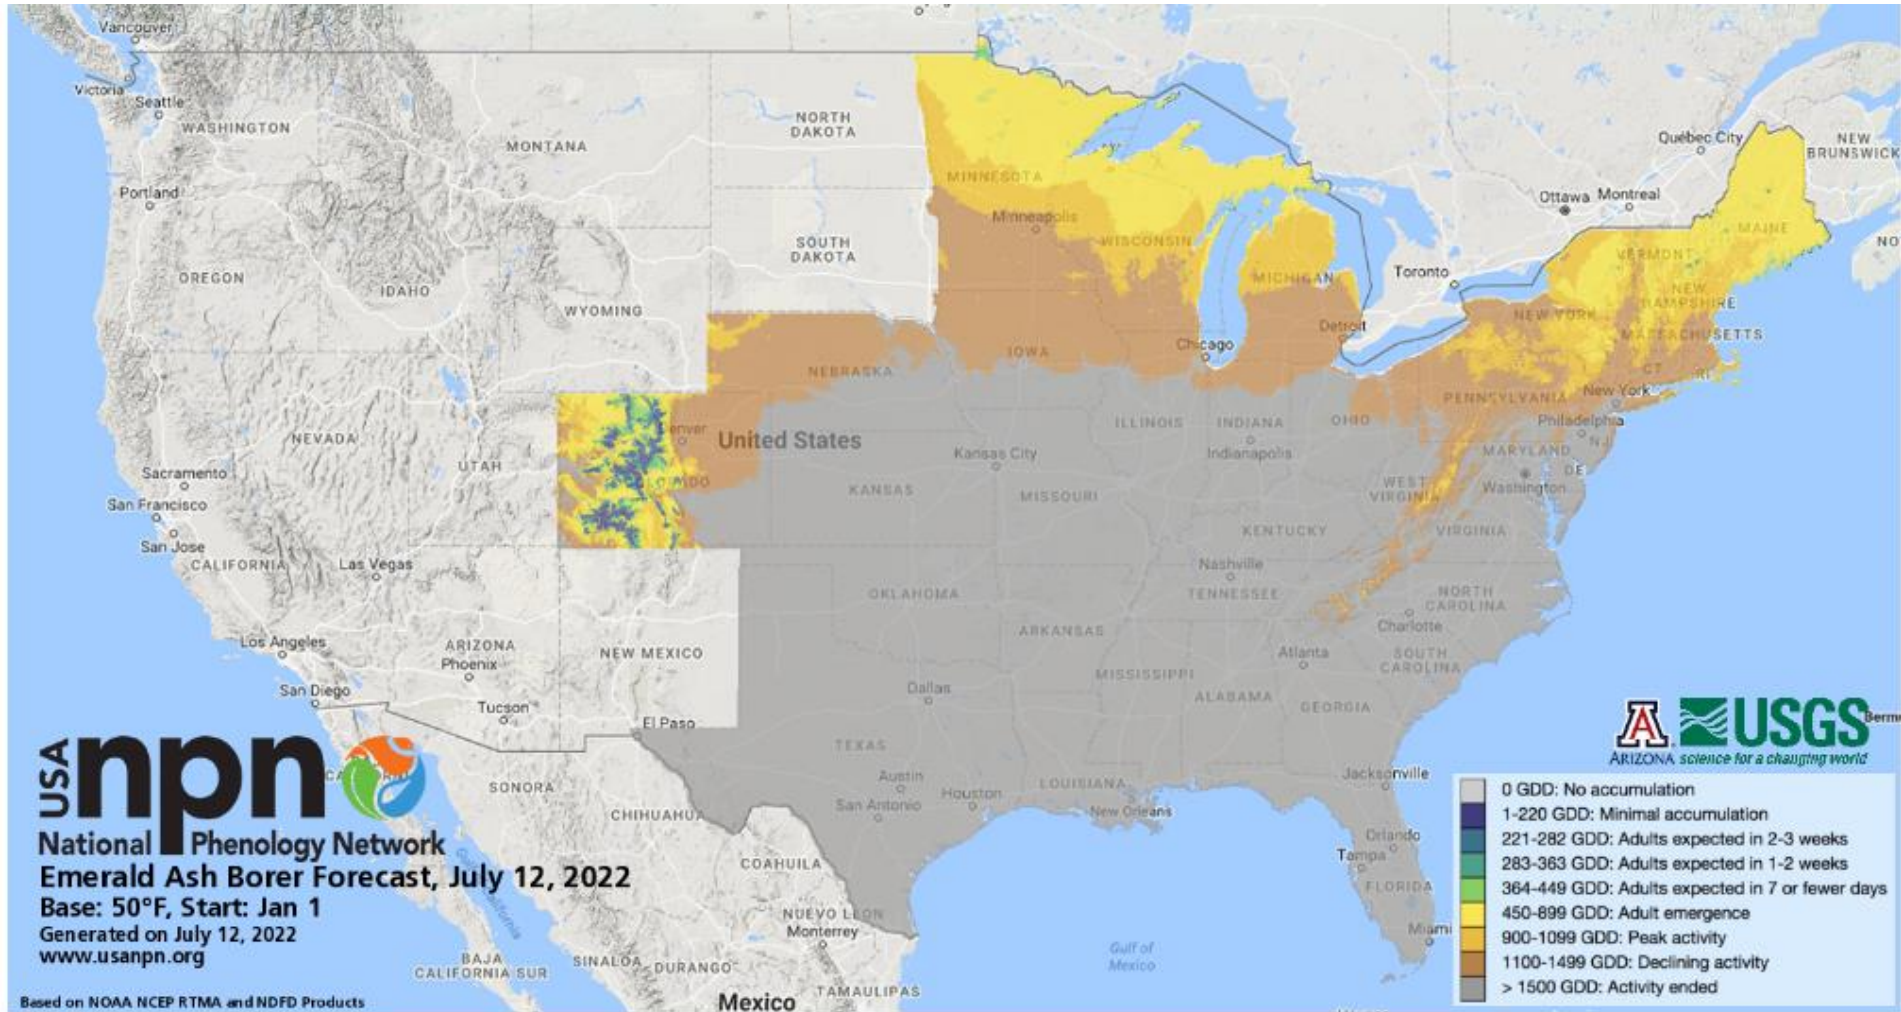 Vancouver
Victoria
Seattle
WASHINGTON
Portland
MONTANA
NORTH
DAKOTA
MINNESOTA
Minneapolis
Québec City
NEW
BRUNSWICK
Ottawa
Montreal
MAINE
NO
OREGON
IDAHO
WYOMING
SOUTH
DAKOTA
WISCONSIN
MICHIGAN
Toronto
VERMONT
NEW
HAMPSHIRE
NEW YORK
MASSACHUSETTS
Detroit
Chicago
IOWA
NEBRASKA
CT
RI
New York
PENNSYLVANIA
Philadelphia
NJ
NEVADA
UTAH
Sacramento
San Francisco
San Jose
CALIFORNIA
Las Vegas
enver
COLORADO
United States
KANSAS
Kansas City
MISSOURI
ILLINOIS
INDIANA
Indianapolis
OHIO
MARYLAND
DE
Washington
WEST
VIRGINIA
VIRGINIA
KENTUCKY
Nashville
TENNESSEE
NORTH
CAROLINA
Charlotte
OKLAHOMA
ARKANSAS
Los Angeles
San Diego
ARIZONA
Phoenix
Tucson
NEW MEXICO
El Paso
Dallas
MISSISSIPPI
ALABAMA
Atlanta
GEORGIA
SOUTH
CAROLINA
TEXAS
Austin
San Antonio
Houston
LOUISIANA
New Orleans
Jacksonville
Orlando
Tampa
FLORIDA
Miami
Gulf of
Mexico
SONORA
CHIHUAHUA
COAHUILA
NUEVO LEON
Monterrey
BAJA
CALIFORNIA SUR
SINALOA
DURANGO
TAMAULIPAS
Mexico
Gulf of California
USA
npn
National Phenology Network
Emerald Ash Borer Forecast, July 12, 2022
Base: 50°F, Start: Jan 1
Generated on July 12, 2022
www.usanpn.org
Based on NOAA NCEP RTMA and NDFD Products
A
ARIZONA
USGS
science for a changing world
Berm
0 GDD: No accumulation
1-220 GDD: Minimal accumulation
221-282 GDD: Adults expected in 2-3 weeks
283-363 GDD: Adults expected in 1-2 weeks
364-449 GDD: Adults expected in 7 or fewer days
450-899 GDD: Adult emergence
900-1099 GDD: Peak activity
1100-1499 GDD: Declining activity
> 1500 GDD: Activity ended